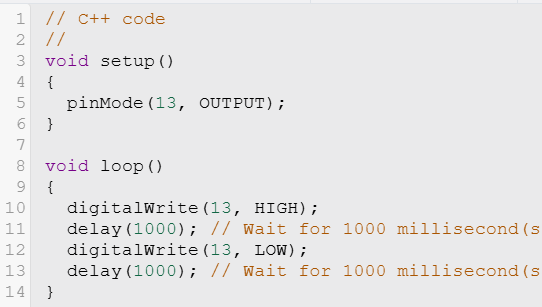 1 // C++ code
2 //
3 void setup()
4 {
5   pinMode(13, OUTPUT);
6 }
7
8 void loop()
9 {
10   digitalWrite(13, HIGH);
11   delay(1000); // Wait for 1000 millisecond(s
12   digitalWrite(13, LOW);
13   delay(1000); // Wait for 1000 millisecond(s
14 }